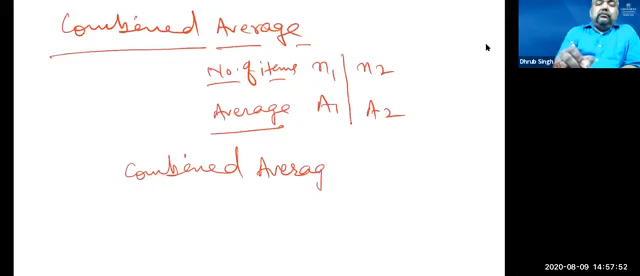 Combined Average
No. of items n1 | n2
Average A1 | A2
Combined Averag
Dhrub Singh
2020-08-09 14:57:52